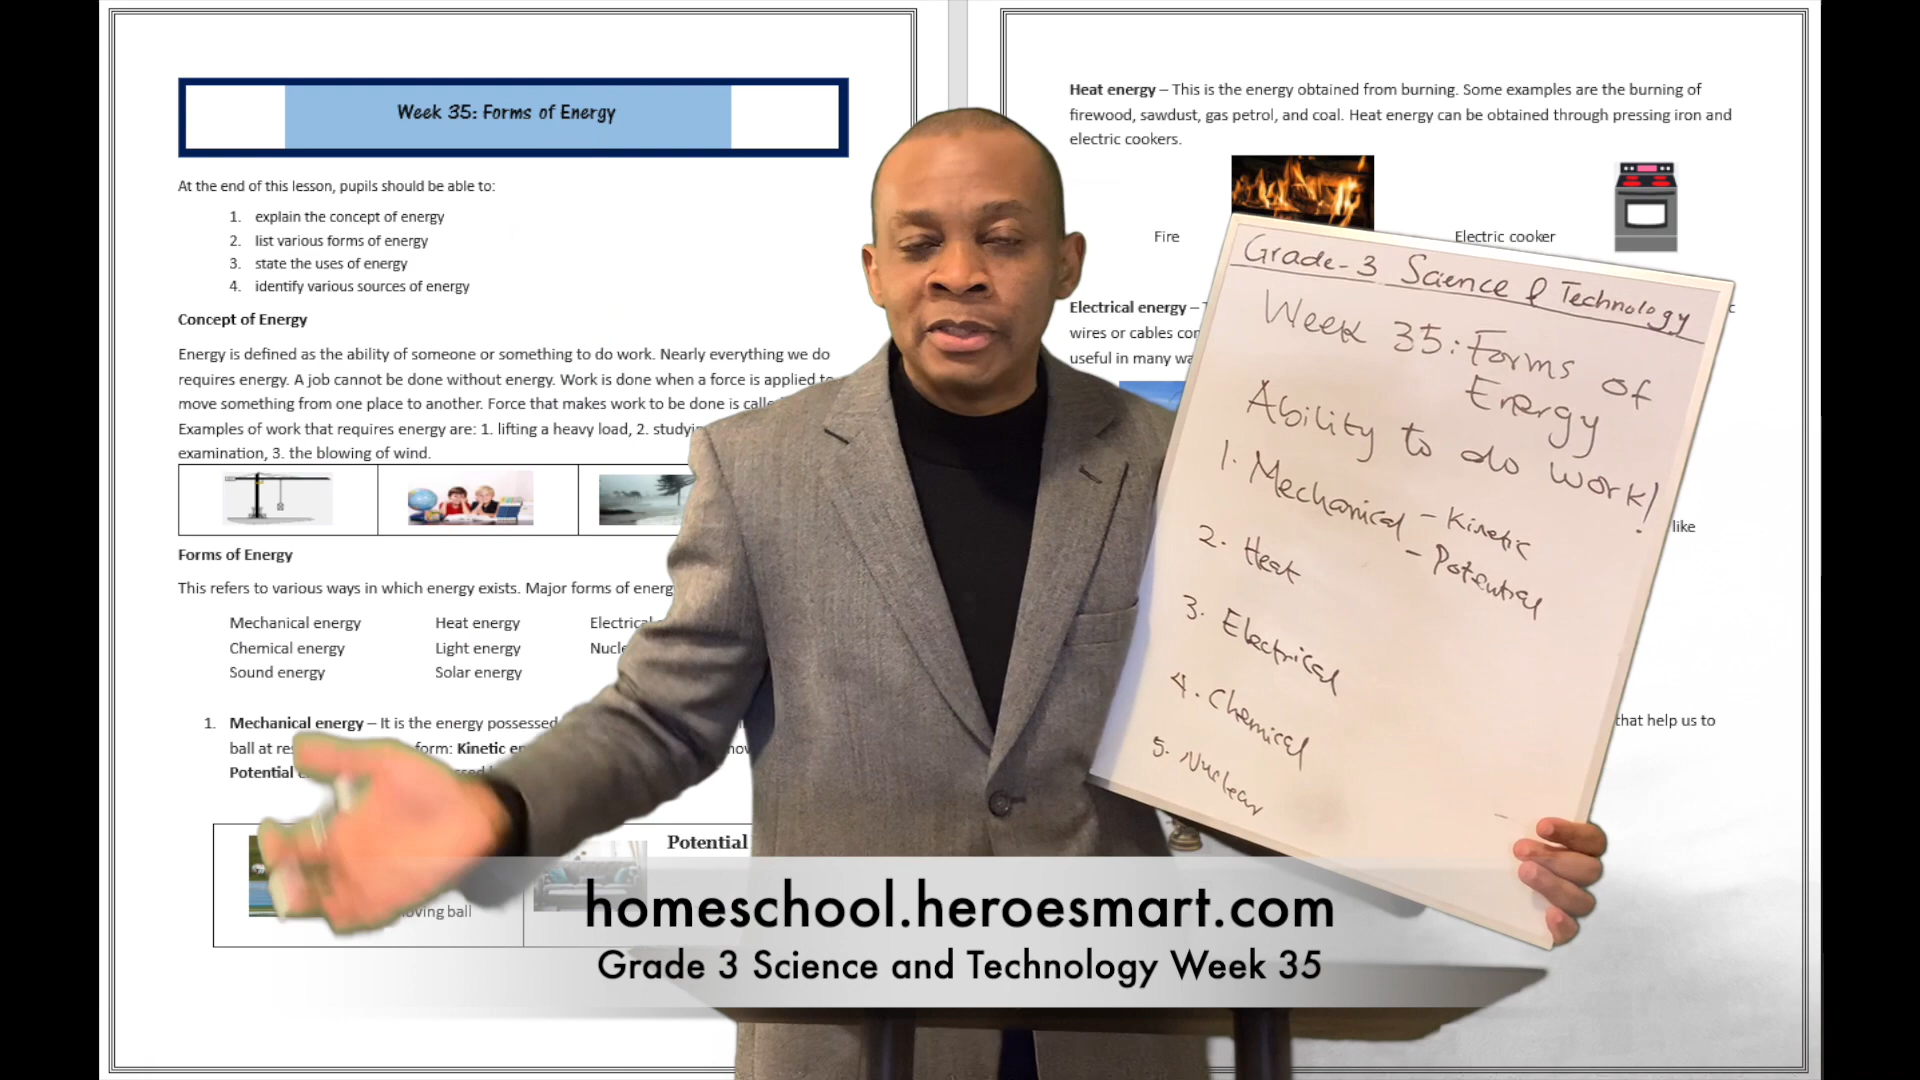 Week 35: Forms of Energy
At the end of this lesson, pupils should be able to:
1. explain the concept of energy
2. list various forms of energy
3. state the uses of energy
4. identify various sources of energy
Concept of Energy
Energy is defined as the ability of someone or something to do work. Nearly everything we do
requires energy. A job cannot be done without energy. Work is done when a force is applied to
move something from one place to another. Force that makes work to be done is
Examples of work that requires energy are: 1. lifting a heavy load, 2.
examination, 3. the blowing of wind.
Forms of Energy
This refers to various ways in which energy exists. Major forms of
Mechanical energy Heat energy
Chemical energy Light energy
Sound energy Solar energy
1. Mechanical energy – It is the energy possessed
ball at form: Kinetic
Potential
Potential
ball
Heat energy – This is the energy obtained from burning. Some examples are the burning of
firewood, sawdust, gas petrol, and coal. Heat energy can be obtained through pressing iron and
electric cookers.
Fire Electric cooker
Electrical energy –
wires or cables
useful in many
like
that help us to
Grade-3 Science & Technology
Week 35: Forms of
Energy
Ability to do work!
1. Mechanical - Kinetic
- Potential
2. Heat
3. Electrical
4. Chemical
5. Nuclear
homeschool.heroesmart.com
Grade 3 Science and Technology Week 35